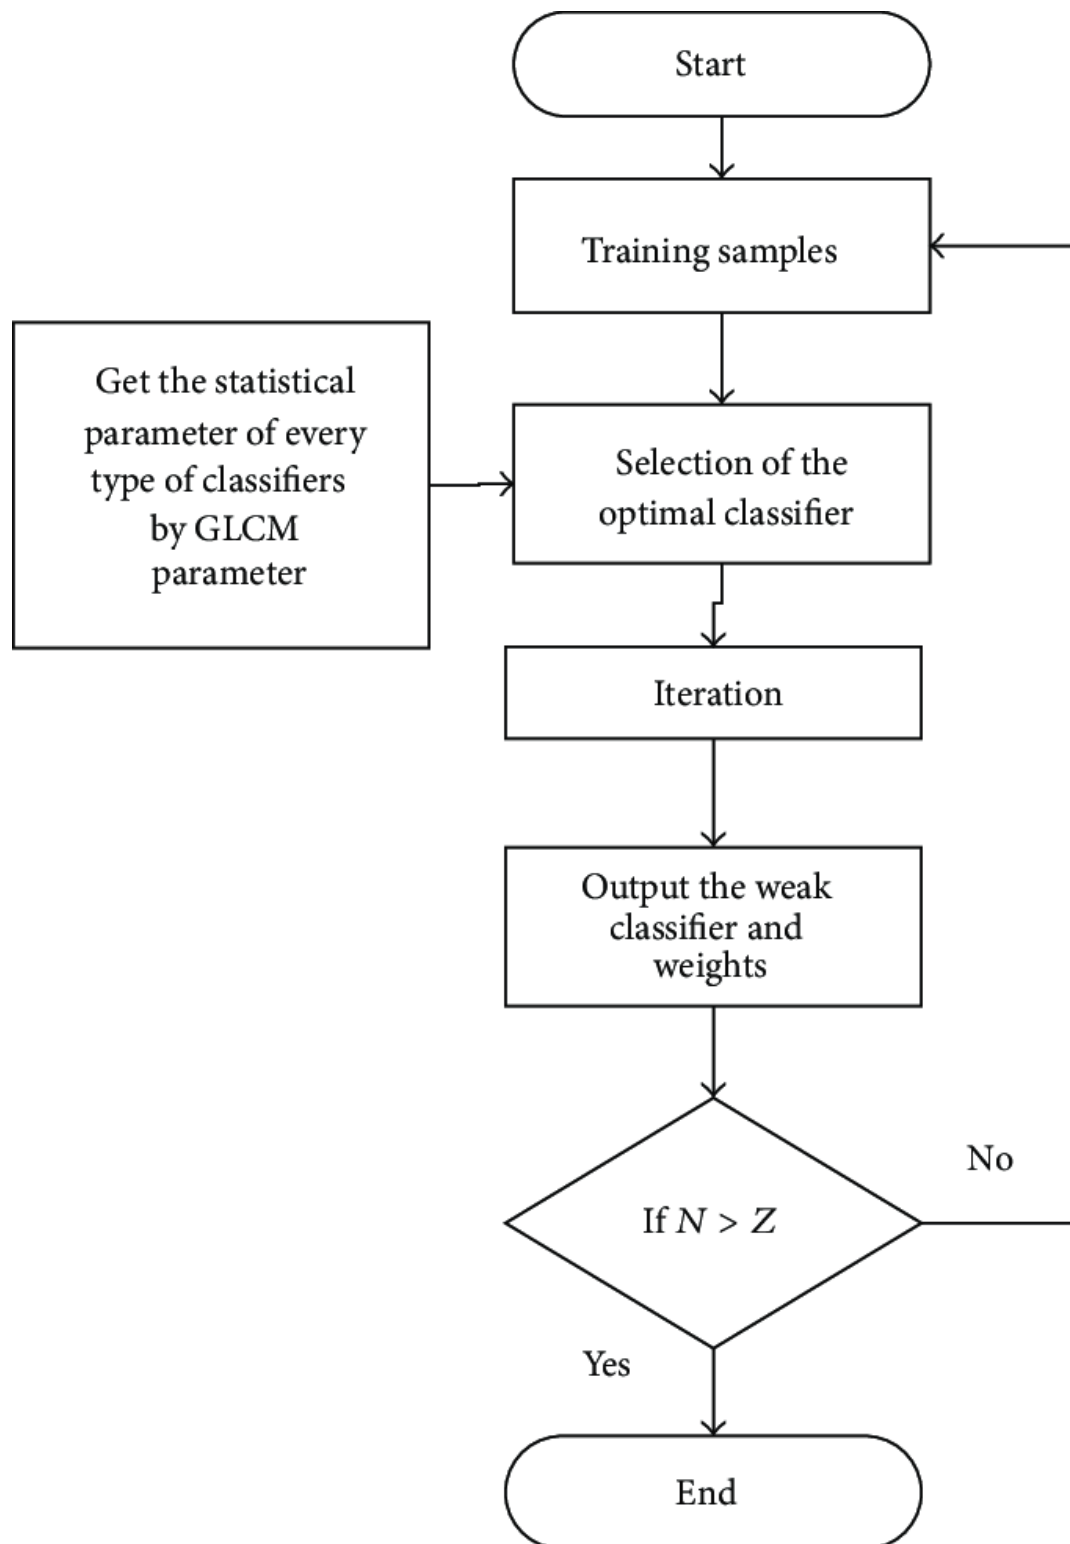 Start
Training samples
Get the statistical
parameter of every
type of classifiers
by GLCM
parameter
Selection of the
optimal classifier
Iteration
Output the weak
classifier and
weights
If N > Z
No
Yes
End